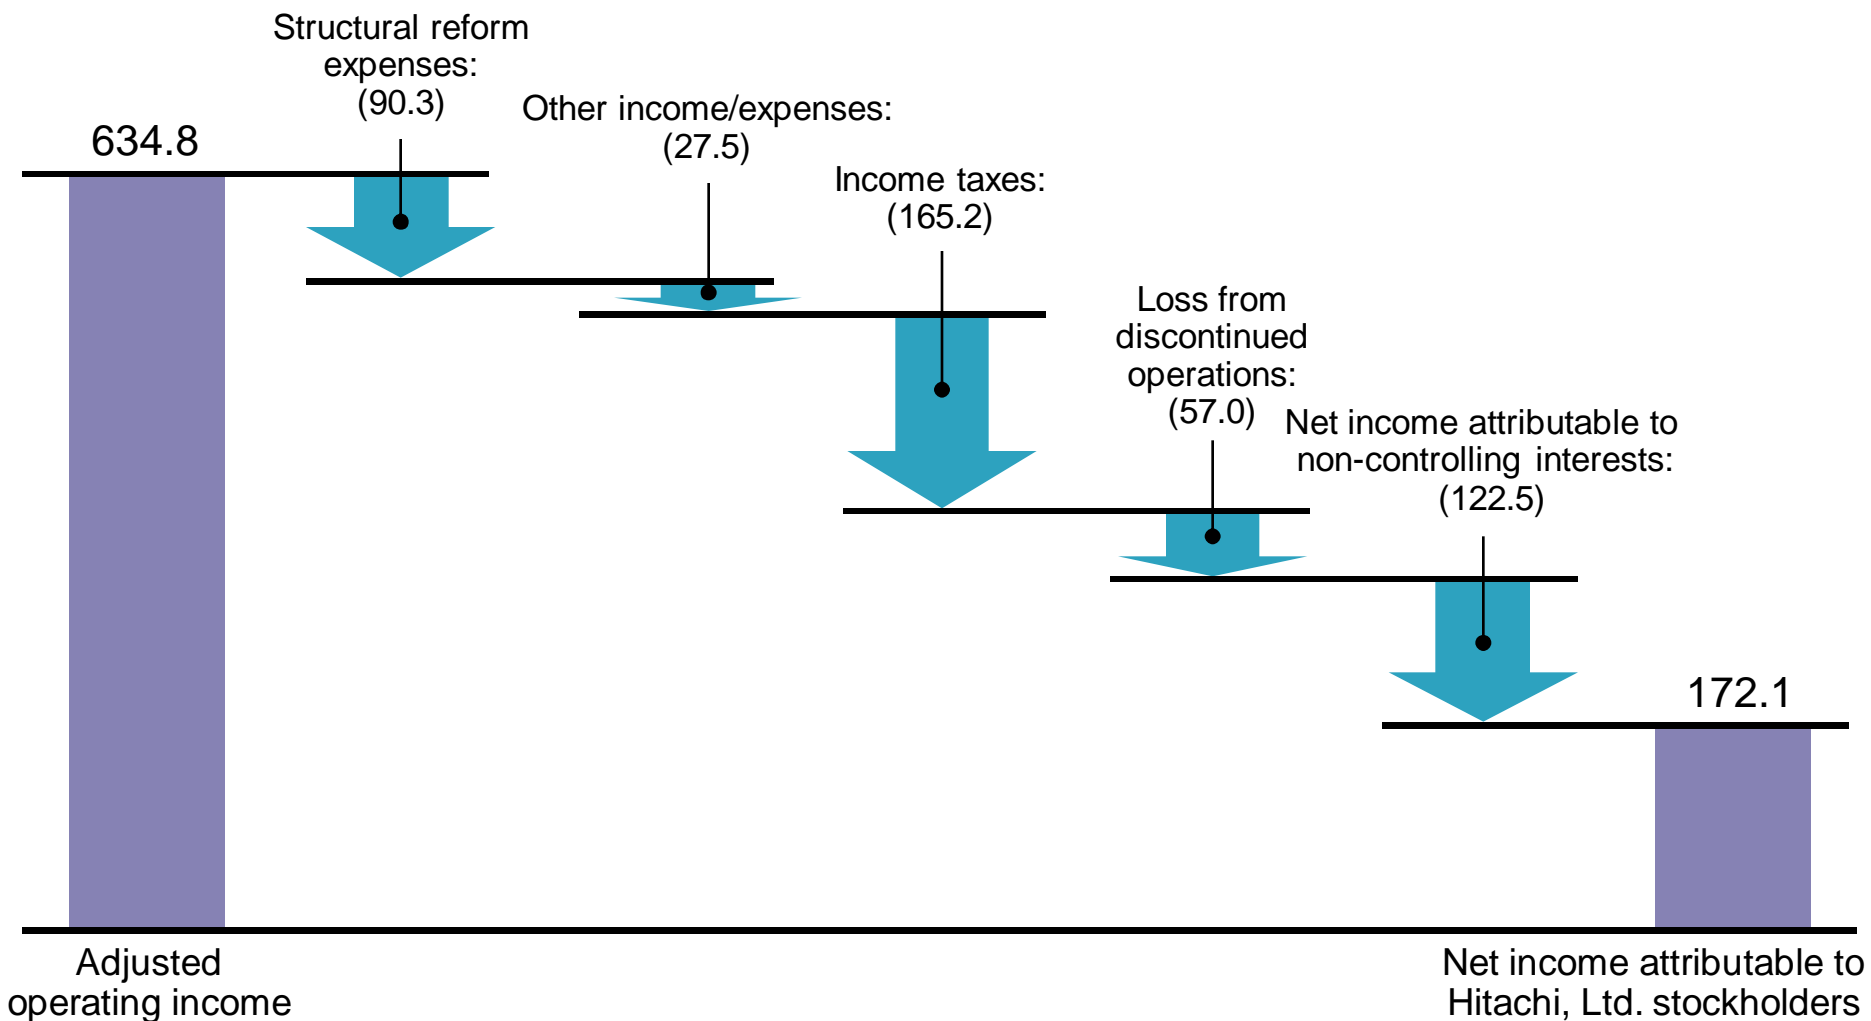 Structural reform
expenses:
(90.3)
Other income/expenses:
(27.5)
634.8
Income taxes:
(165.2)
Loss from
discontinued
operations:
(57.0)
Net income attributable to
non-controlling interests:
(122.5)
172.1
Adjusted
operating income
Net income attributable to
Hitachi, Ltd. stockholders